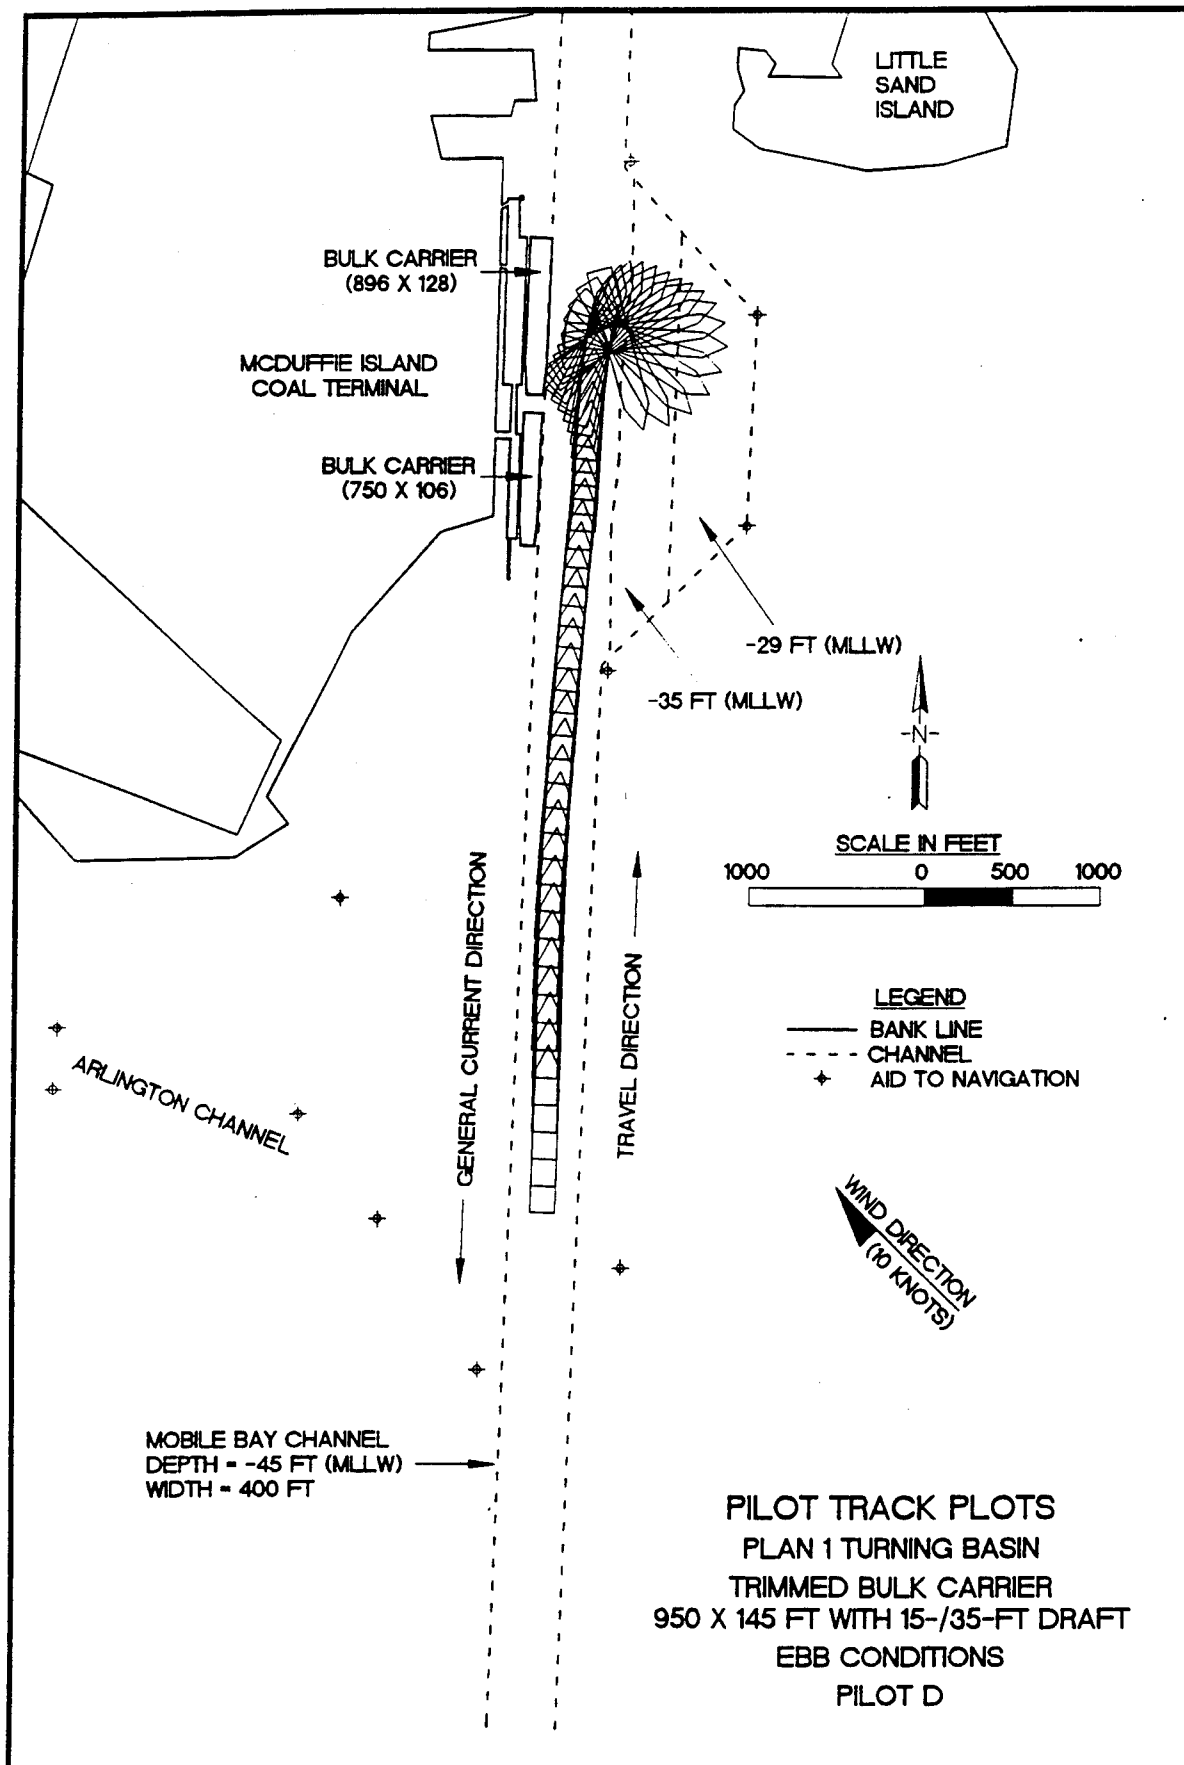 LITTLE
SAND
ISLAND
BULK CARRIER
(896 X 128)
MCDUFFIE ISLAND
COAL TERMINAL
BULK CARRIER
(750 X 106)
-29 FT (MLLW)
-35 FT (MLLW)
-N-
SCALE IN FEET
1000 0 500 1000
GENERAL CURRENT DIRECTION
TRAVEL DIRECTION
LEGEND
BANK LINE
CHANNEL
AID TO NAVIGATION
ARLINGTON CHANNEL
WIND DIRECTION
(10 KNOTS)
MOBILE BAY CHANNEL
DEPTH = -45 FT (MLLW)
WIDTH = 400 FT
PILOT TRACK PLOTS
PLAN 1 TURNING BASIN
TRIMMED BULK CARRIER
950 X 145 FT WITH 15-/35-FT DRAFT
EBB CONDITIONS
PILOT D